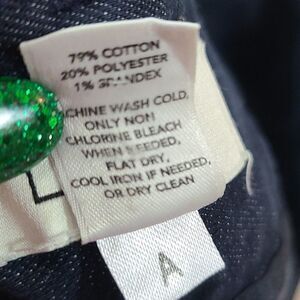 79% COTTON
20% POLYESTER
1% SPANDEX
CHINE WASH COLD,
ONLY NON
CHLORINE BLEACH
WHEN NEEDED,
FLAT DRY,
COOL IRON IF NEEDED,
OR DRY CLEAN
L
A